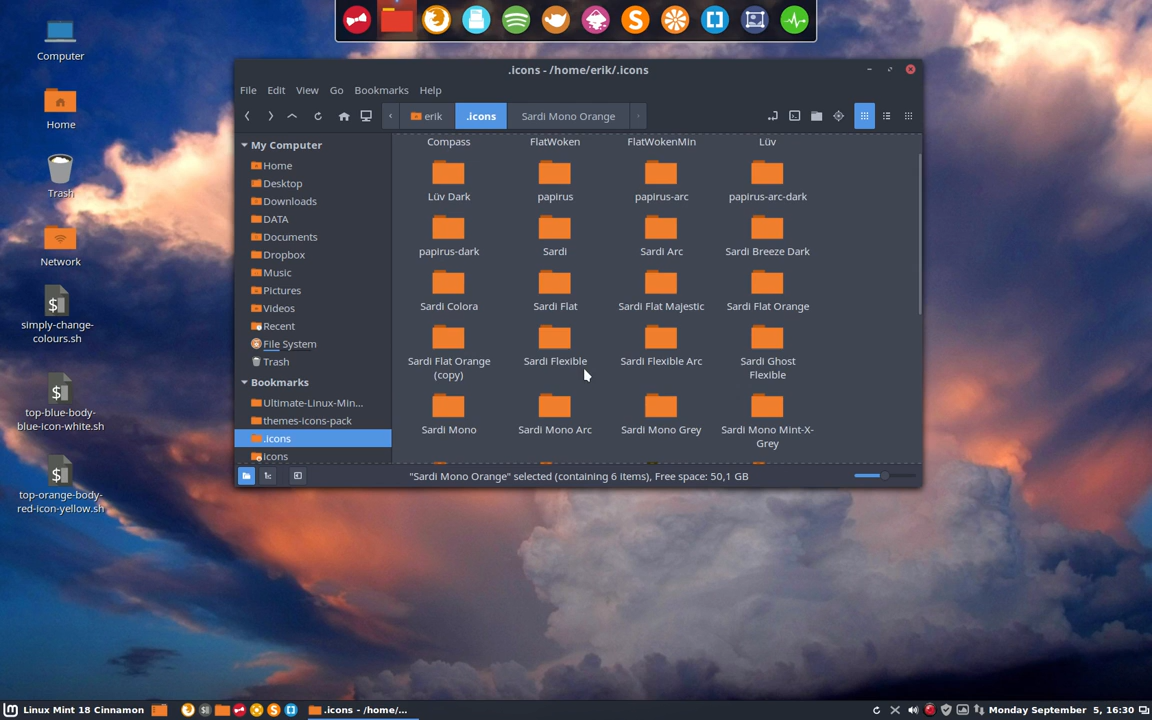 Computer
Home
Trash
Network
simply-change-
colours.sh
top-blue-body-
blue-icon-white.sh
top-orange-body-
red-icon-yellow.sh
.icons - /home/erik/.icons
File Edit View Go Bookmarks Help
erik .icons Sardi Mono Orange
My Computer
Home
Desktop
Downloads
DATA
Documents
Dropbox
Music
Pictures
Videos
Recent
File System
Trash
Bookmarks
Ultimate-Linux-Min...
themes-icons-pack
.icons
icons
Compass FlatWoken FlatWokenMin Lüv
Lüv Dark papirus papirus-arc papirus-arc-dark
papirus-dark Sardi Sardi Arc Sardi Breeze Dark
Sardi Colora Sardi Flat Sardi Flat Majestic Sardi Flat Orange
Sardi Flat Orange
(copy)
Sardi Flexible Sardi Flexible Arc
Sardi Ghost
Flexible
Sardi Mono Sardi Mono Arc Sardi Mono Grey
Sardi Mono Mint-X-
Grey
"Sardi Mono Orange" selected (containing 6 items), Free space: 50,1 GB
Linux Mint 18 Cinnamon
.icons - /home/...
Monday September 5, 16:30